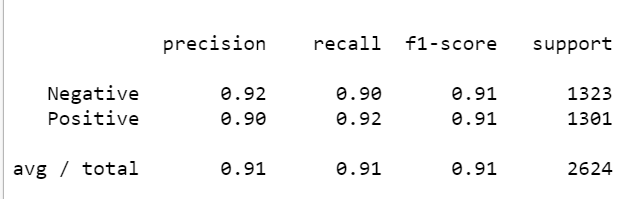 precision recall f1-score support
Negative 0.92 0.90 0.91 1323
Positive 0.90 0.92 0.91 1301
avg / total 0.91 0.91 0.91 2624